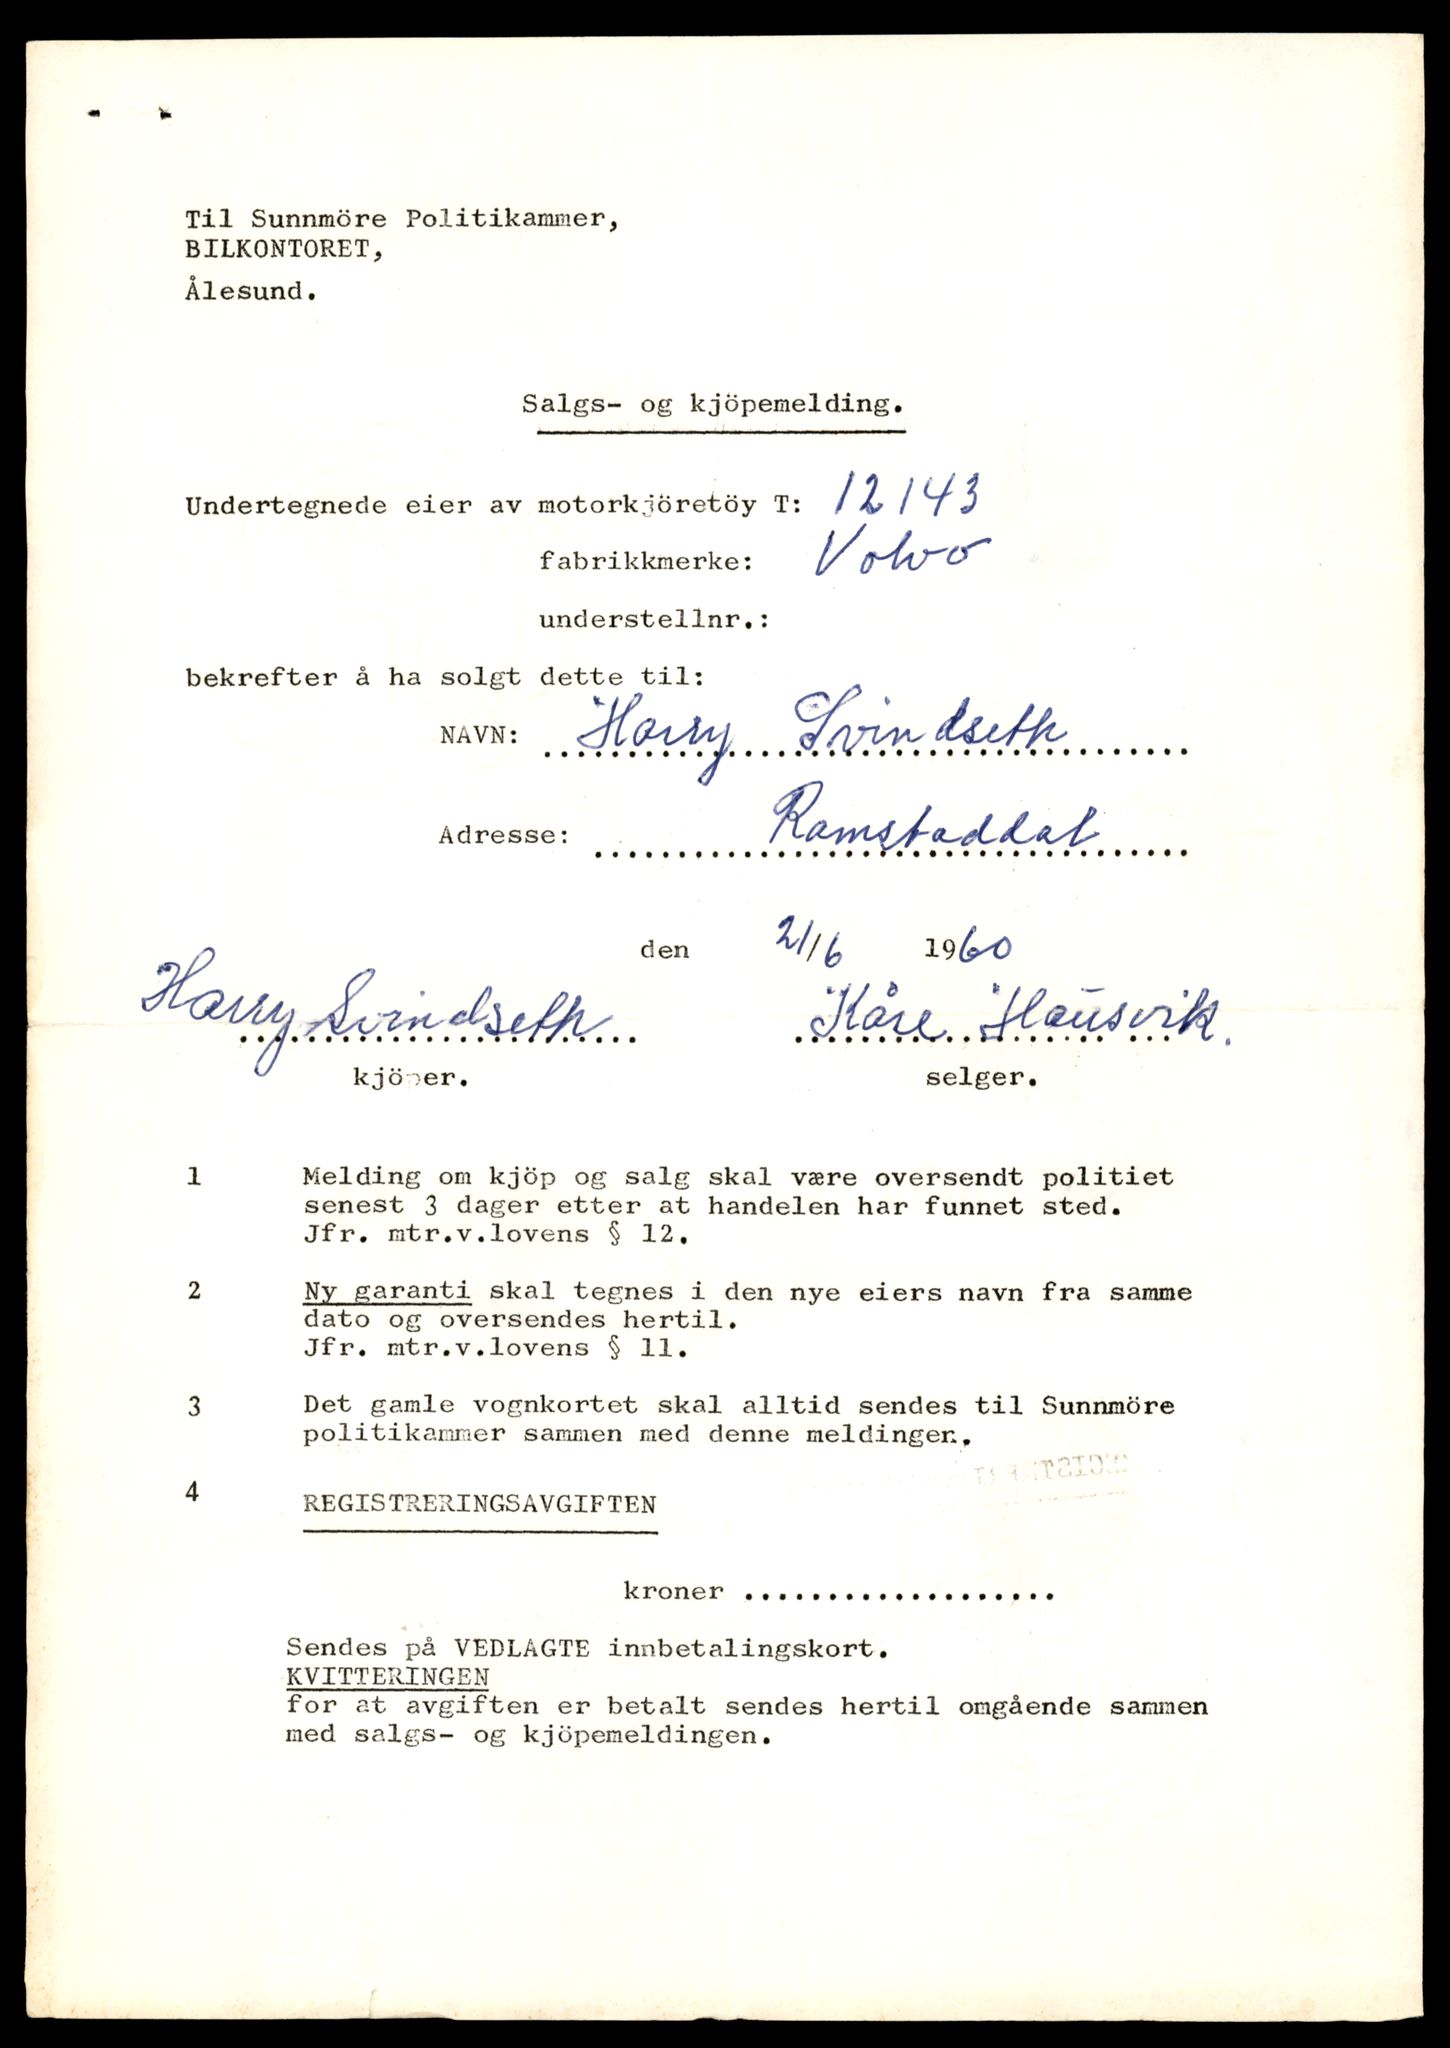 Til Sunnmöre Politikammer,
BILKONTORET,
Ålesund.
Salgs- og kjöpemelding.
Undertegnede eier av motorkjöretöy T: 12143
fabrikkmerke: Volvo
understellnr.:
bekrefter å ha solgt dette til:
NAVN: Harry Svindseth
Adresse: Ramstaddal
den 21/6 1960
Harry Svindseth Kåre Hausvik.
kjöper. selger.
1 Melding om kjöp og salg skal være oversendt politiet
senest 3 dager etter at handelen har funnet sted.
Jfr. mtr.v.lovens § 12.
2 Ny garanti skal tegnes i den nye eiers navn fra samme
dato og oversendes hertil.
Jfr. mtr.v.lovens § 11.
3 Det gamle vognkortet skal alltid sendes til Sunnmöre
politikammer sammen med denne meldingen.
4 REGISTRERINGSAVGIFTEN
kroner ...................
Sendes på VEDLAGTE innbetalingskort.
KVITTERINGEN
for at avgiften er betalt sendes hertil omgående sammen
med salgs- og kjöpemeldingen.